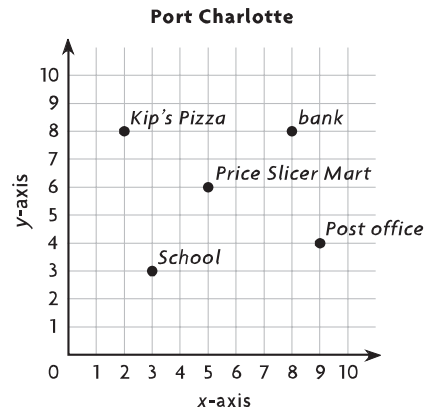 Port Charlotte
10
9
Kip's Pizza bank
8
7
Price Slicer Mart
6
y-axis
5
Post office
4
School
3
2
1
0 1 2 3 4 5 6 7 8 9 10
x-axis